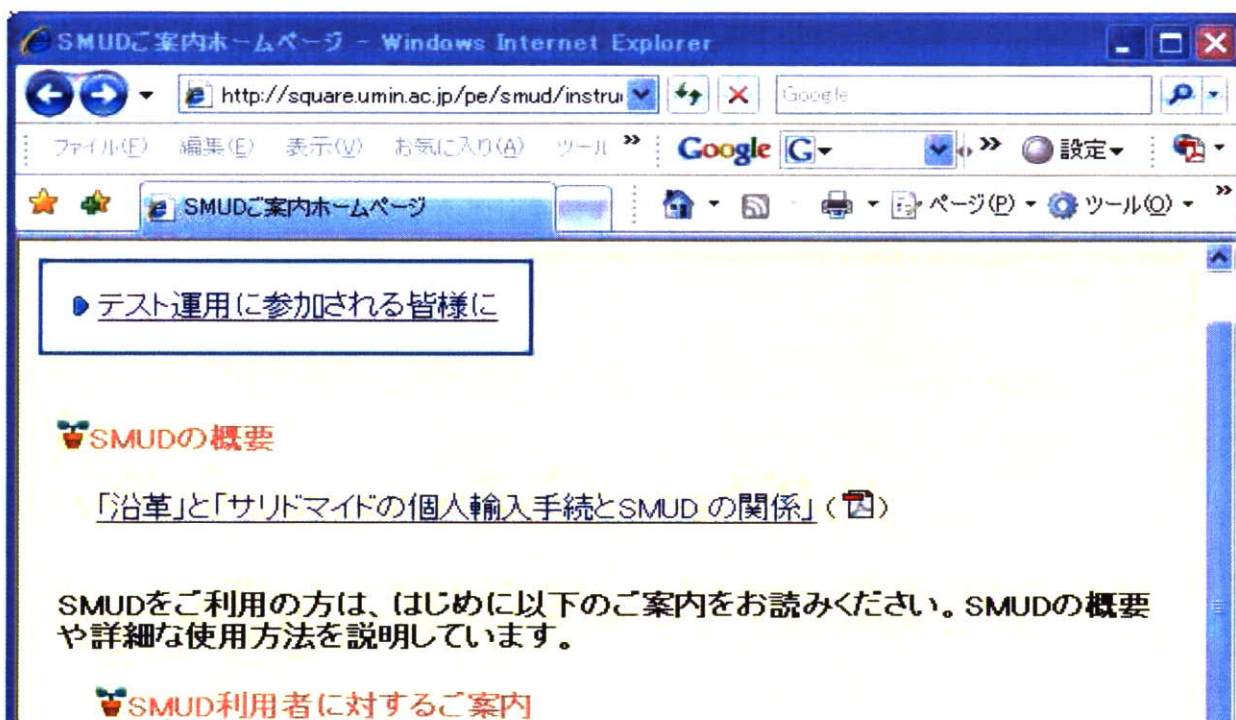 SMUDご案内ホームページ - Windows Internet Explorer
http://square.umin.ac.jp/pe/smud/instru
Google
ファイル(F) 編集(E) 表示(V) お気に入り(A) ツール » Google G » 設定
SMUDご案内ホームページ ページ(P) ツール(O) »
テスト運用に参加される皆様に
SMUDの概要
「沿革」と「サリドマイドの個人輸入手続とSMUD の関係」()
SMUDをご利用の方は、はじめに以下のご案内をお読みください。SMUDの概要
や詳細な使用方法を説明しています。
SMUD利用者に対するご案内